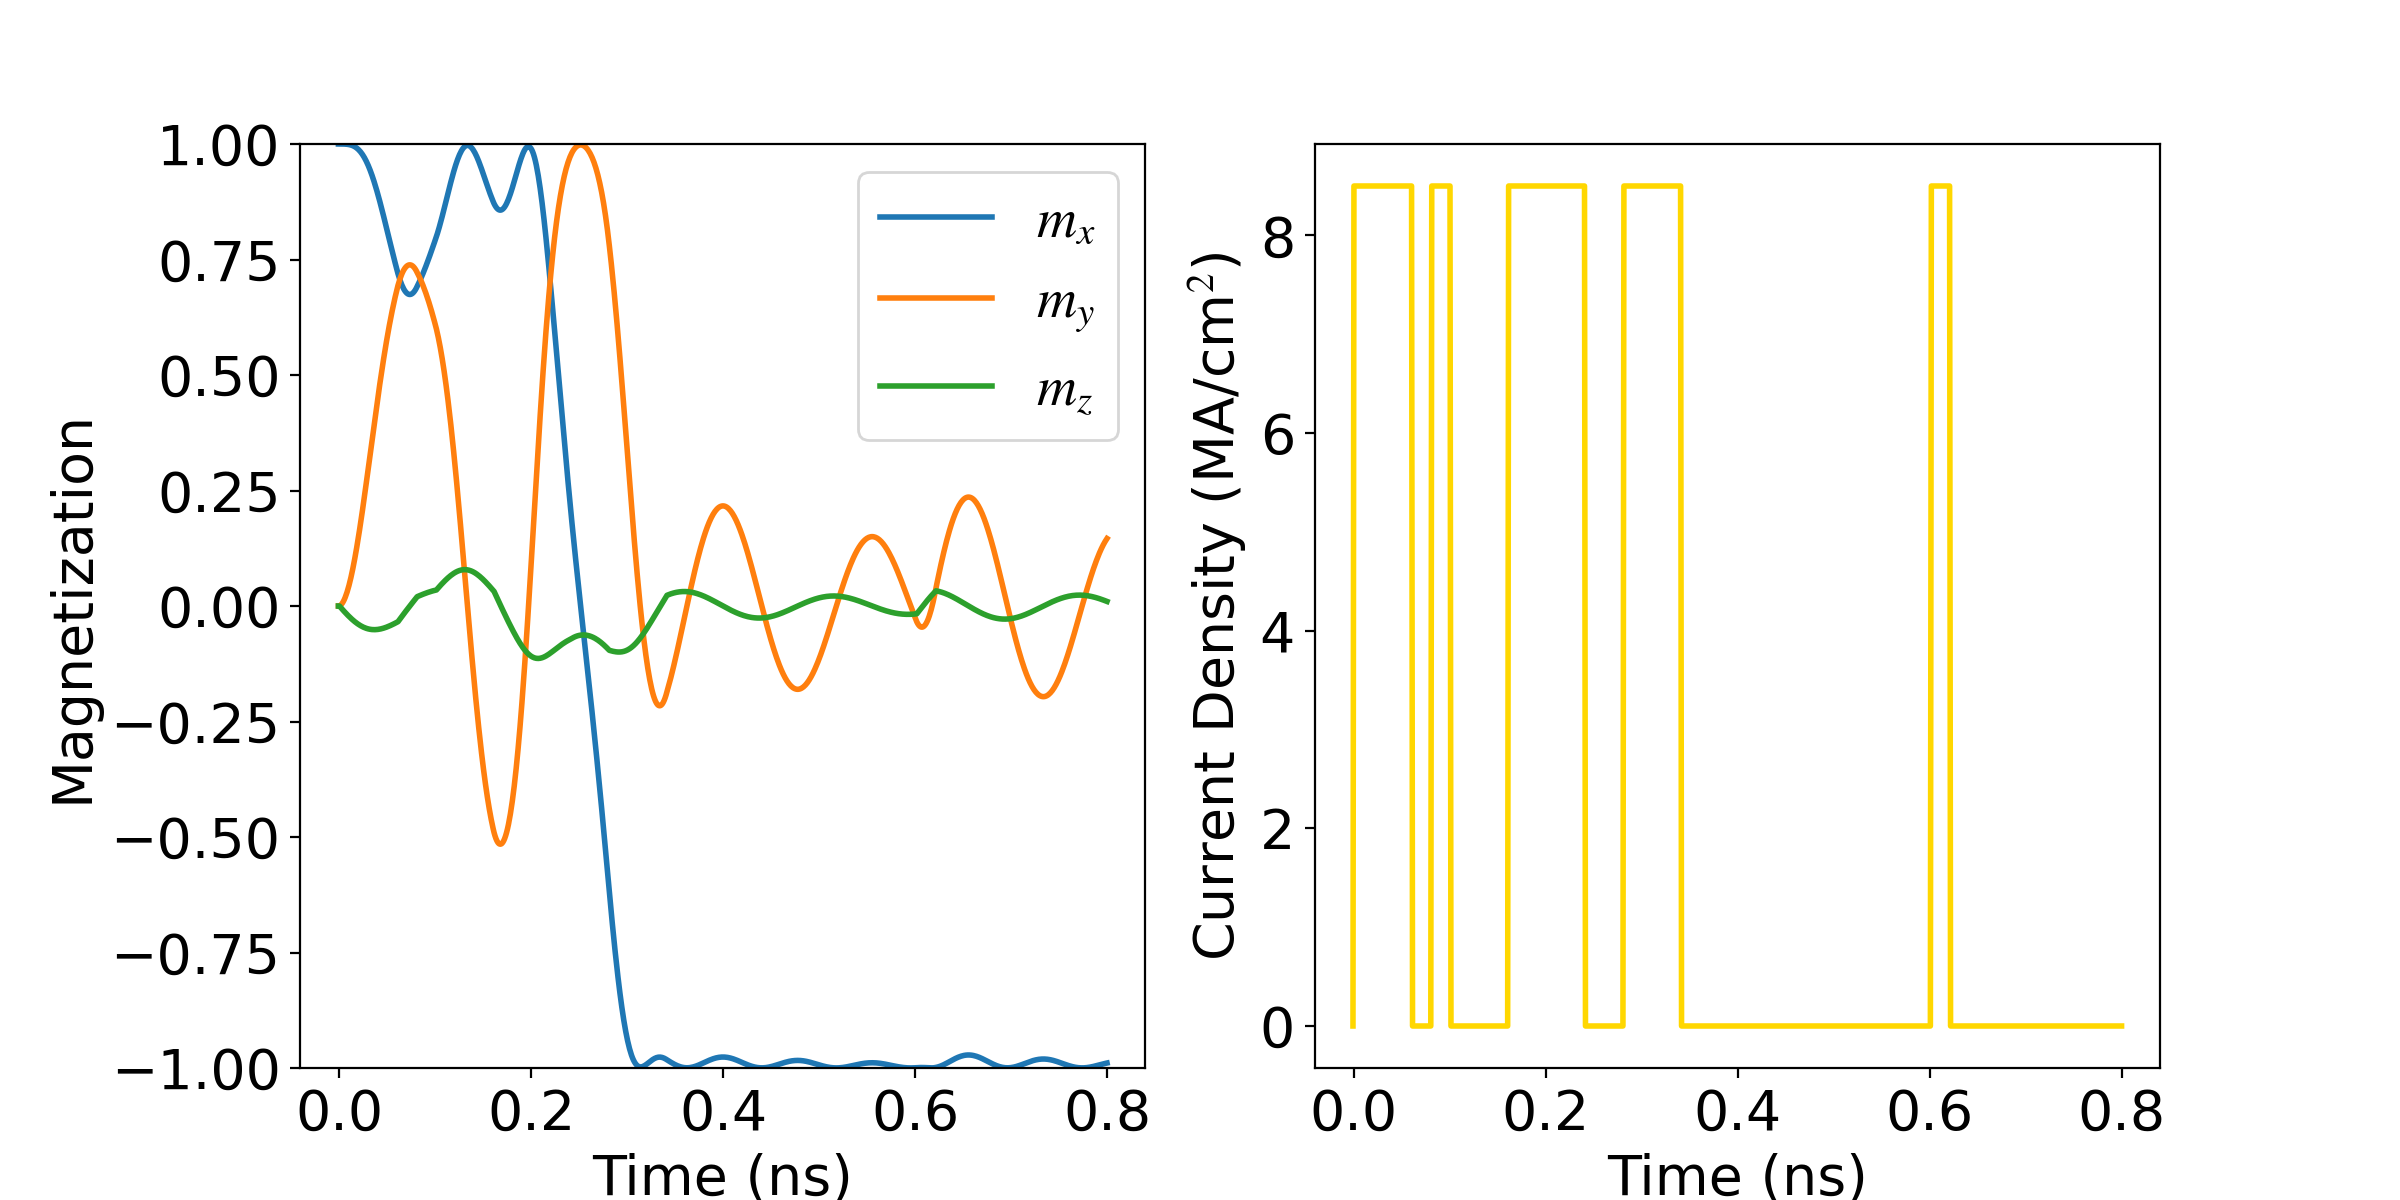 Magnetization
1.00
0.75
0.50
0.25
0.00
−0.25
−0.50
−0.75
−1.00
0.0 0.2 0.4 0.6 0.8
Time (ns)
m_x
m_y
m_z
Current Density (MA/cm²)
8
6
4
2
0
0.0 0.2 0.4 0.6 0.8
Time (ns)